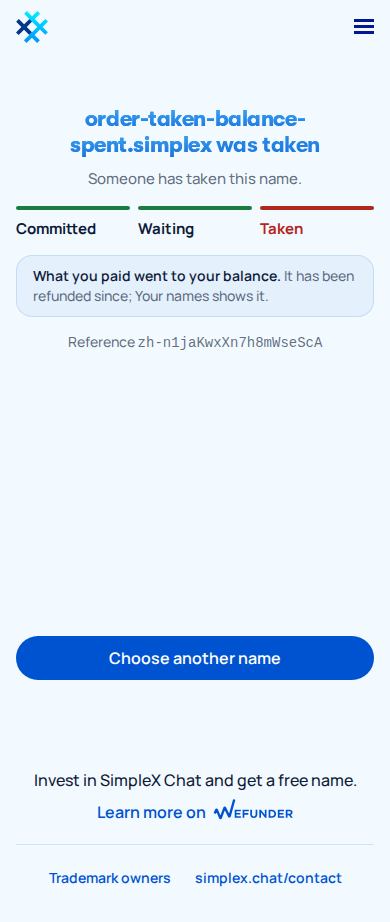 order-taken-balance-
spent.simplex was taken
Someone has taken this name.
Committed
Waiting
Taken
What you paid went to your balance. It has been
refunded since; Your names shows it.
Reference zh-n1jaKwxXn7h8mWseScA
Choose another name
Invest in SimpleX Chat and get a free name.
Learn more on WEFUNDER
Trademark owners
simplex.chat/contact